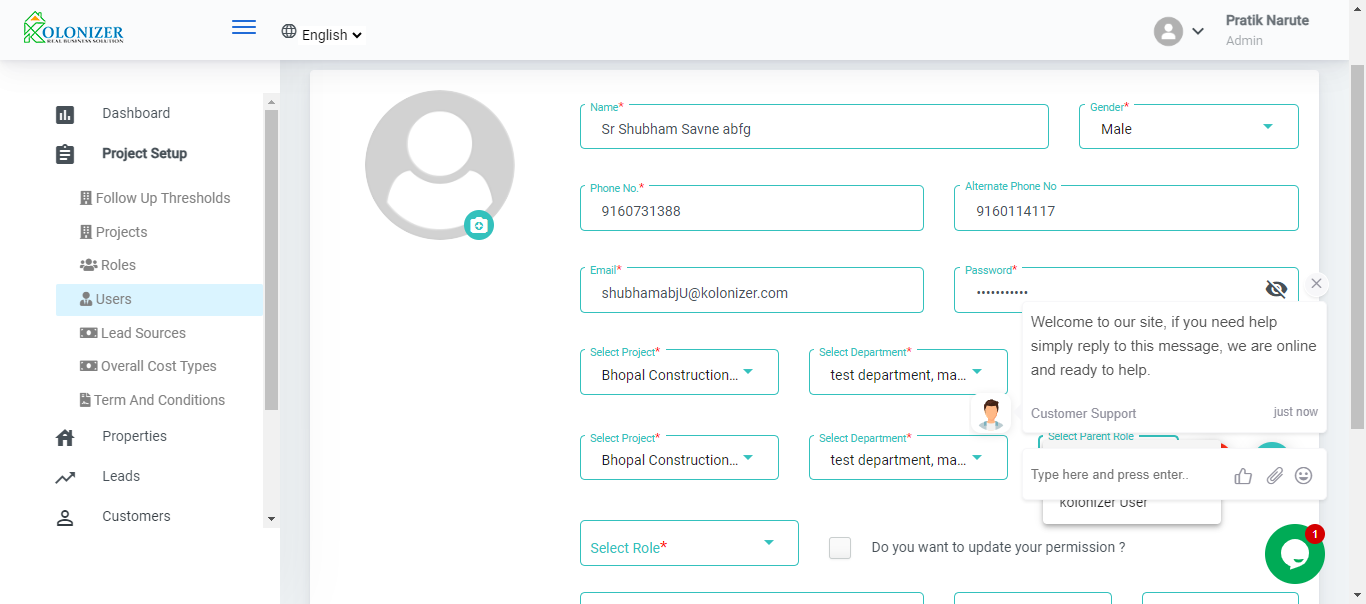 KOLONIZER
REAL BUSINESS SOLUTION
English
Pratik Narute
Admin
Dashboard
Project Setup
Follow Up Thresholds
Projects
Roles
Users
Lead Sources
Overall Cost Types
Term And Conditions
Properties
Leads
Customers
Name*
Sr Shubham Savne abfg
Gender*
Male
Phone No.*
9160731388
Alternate Phone No
9160114117
Email*
shubhamabjU@kolonizer.com
Password*
•••••••••••
Select Project*
Bhopal Construction...
Select Department*
test department, ma...
Select Project*
Bhopal Construction...
Select Department*
test department, ma...
Select Parent Role
kolonizer User
Select Role*
Do you want to update your permission ?
Welcome to our site, if you need help
simply reply to this message, we are online
and ready to help.
Customer Support
just now
Type here and press enter..
1